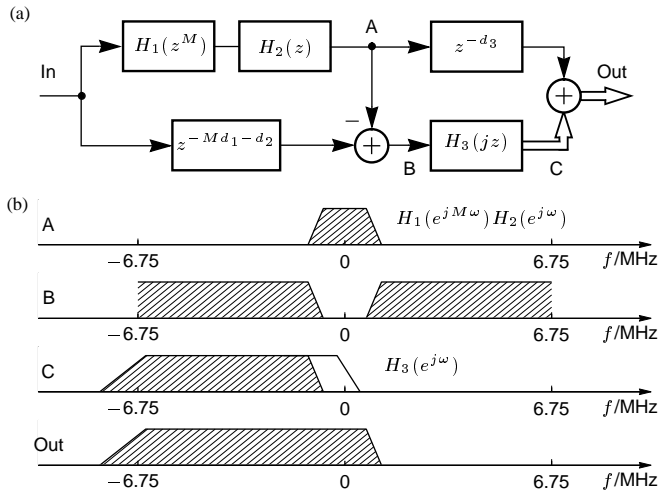 (a)
A
H₁(z^M)
H₂(z)
z^{-d₃}
In
Out
−
+
+
z^{-Md₁-d₂}
H₃(jz)
B
C
(b)
A
H₁(e^{jMω})H₂(e^{jω})
−6.75
0
6.75
f/MHz
B
−6.75
0
6.75
f/MHz
C
H₃(e^{jω})
−6.75
0
6.75
f/MHz
Out
−6.75
0
6.75
f/MHz